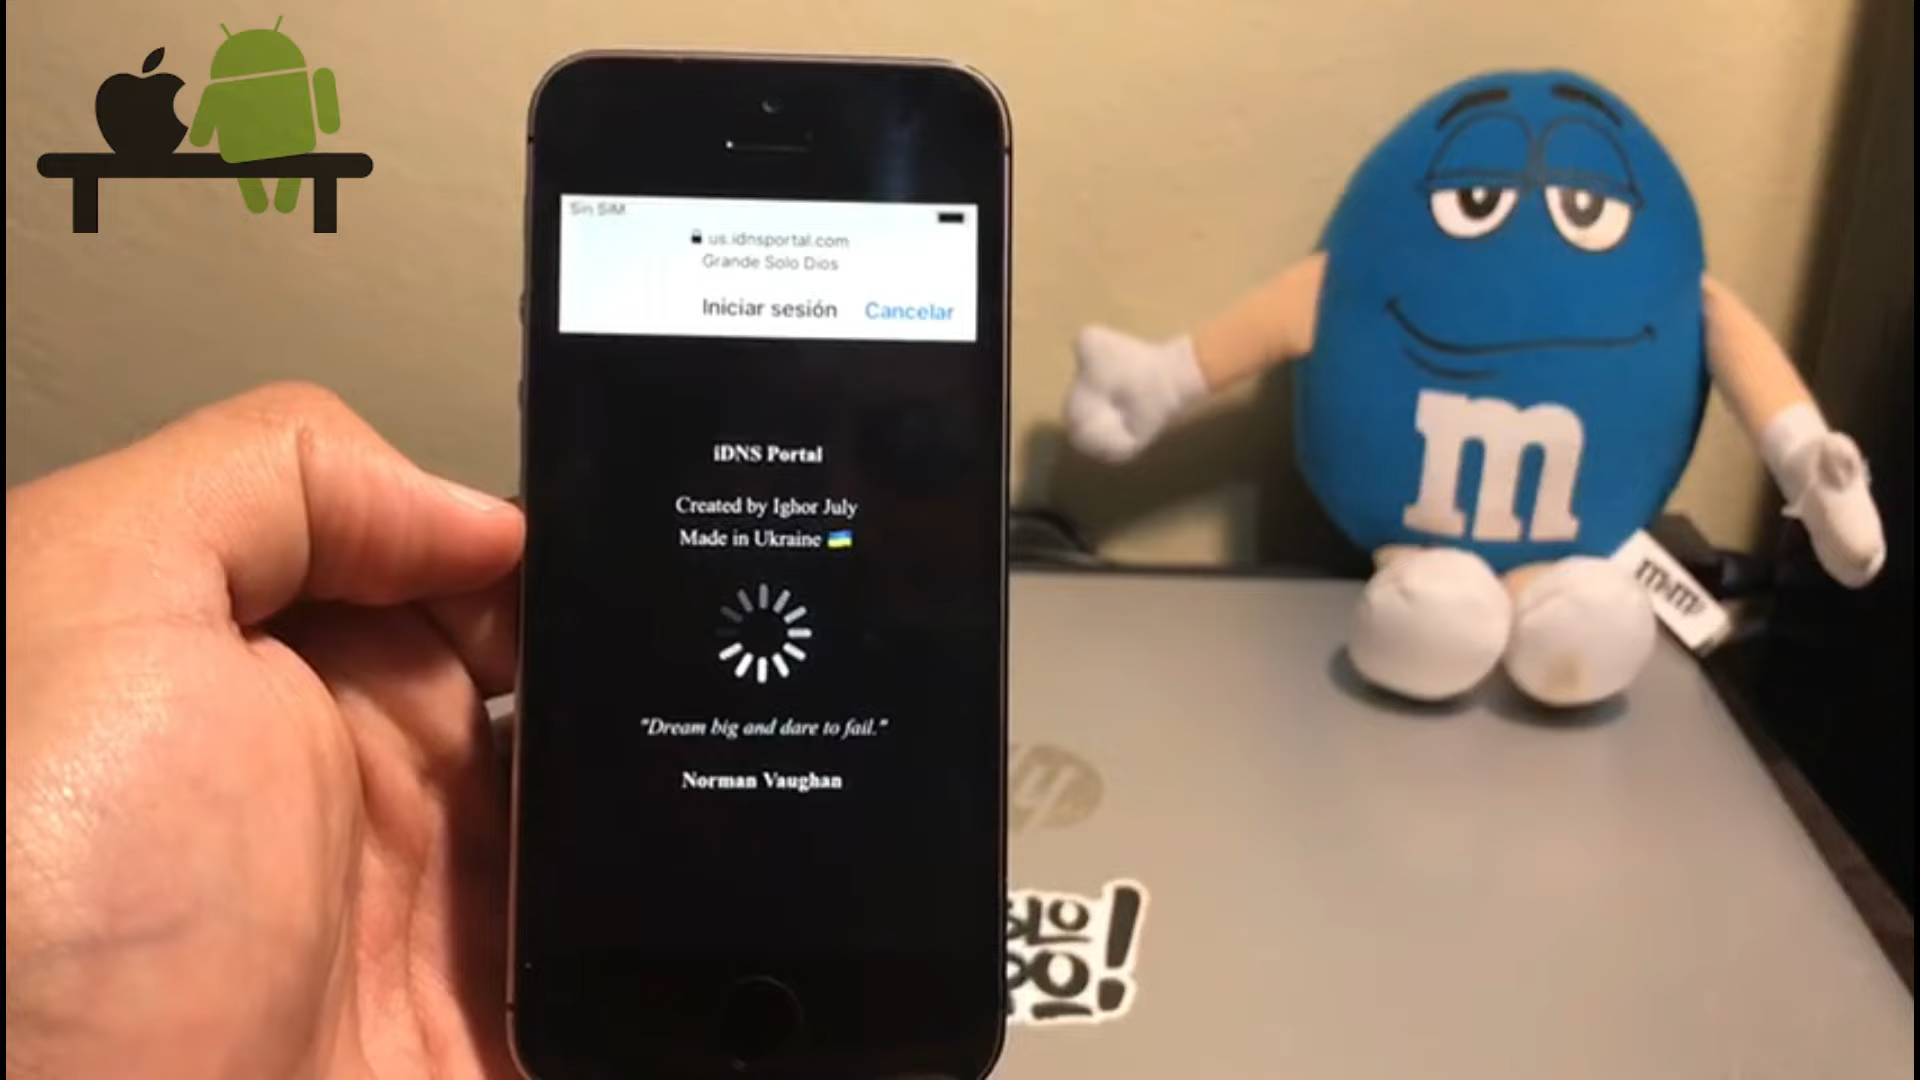 Sin SIM
us.idnsportal.com
Grande Solo Dios
Iniciar sesión Cancelar
iDNS Portal
Created by Ighor July
Made in Ukraine 🇺🇦
"Dream big and dare to fail."
Norman Vaughan
m
m&m's